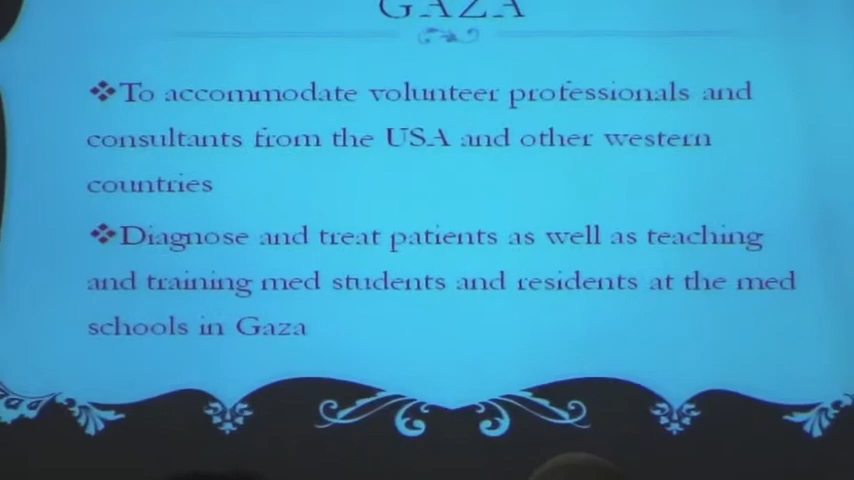 GAZA
❖To accommodate volunteer professionals and
consultants from the USA and other western
countries
❖Diagnose and treat patients as well as teaching
and training med students and residents at the med
schools in Gaza